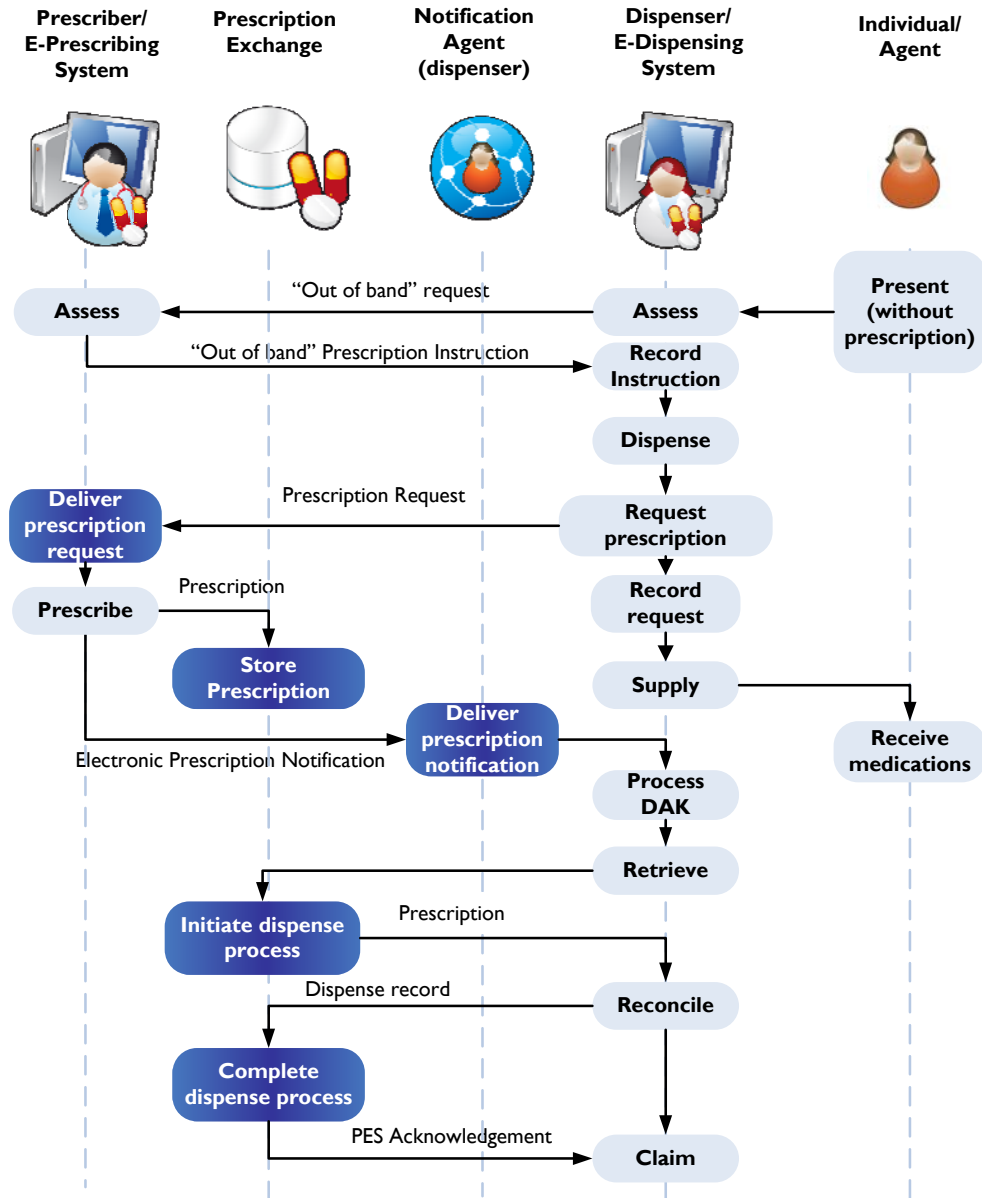 Prescriber/
E-Prescribing
System
Prescription
Exchange
Notification
Agent
(dispenser)
Dispenser/
E-Dispensing
System
Individual/
Agent
Present
(without
prescription)
“Out of band” request
Assess
Assess
“Out of band” Prescription Instruction
Record
Instruction
Dispense
Prescription Request
Deliver
prescription
request
Request
prescription
Prescription
Prescribe
Record
request
Store
Prescription
Supply
Deliver
prescription
notification
Electronic Prescription Notification
Receive
medications
Process
DAK
Retrieve
Initiate dispense
process
Prescription
Dispense record
Reconcile
Complete
dispense process
PES Acknowledgement
Claim